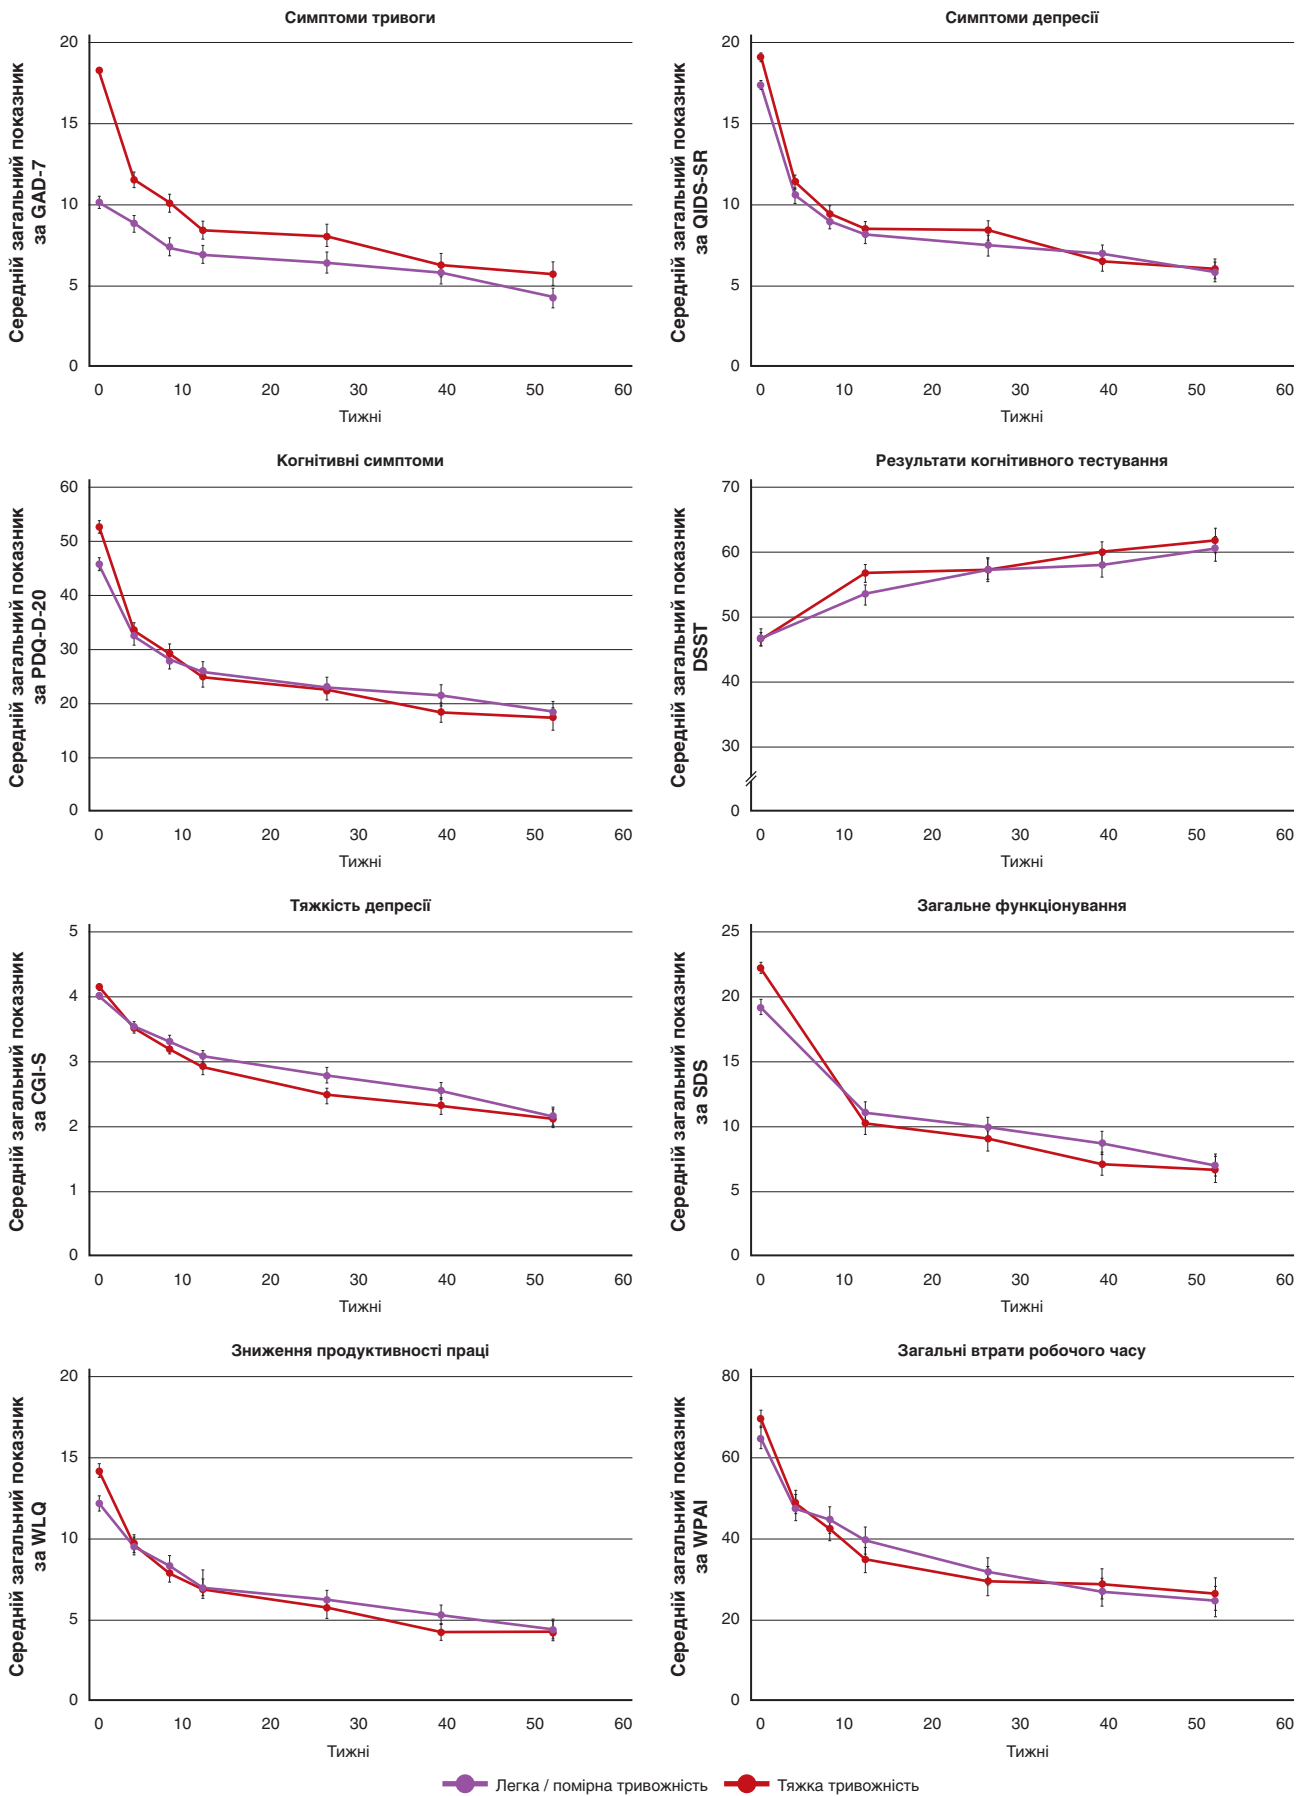 Симптоми тривоги
Середній загальний показник
за GAD-7
20
15
10
5
0
0 10 20 30 40 50 60
Тижні
Симптоми депресії
Середній загальний показник
за QIDS-SR
20
15
10
5
0
0 10 20 30 40 50 60
Тижні
Когнітивні симптоми
Середній загальний показник
за PDQ-D-20
60
50
40
30
20
10
0
0 10 20 30 40 50 60
Тижні
Результати когнітивного тестування
Середній загальний показник
DSST
70
60
50
40
30
0
0 10 20 30 40 50 60
Тижні
Тяжкість депресії
Середній загальний показник
за CGI-S
5
4
3
2
1
0
0 10 20 30 40 50 60
Тижні
Загальне функціонування
Середній загальний показник
за SDS
25
20
15
10
5
0
0 10 20 30 40 50 60
Тижні
Зниження продуктивності праці
Середній загальний показник
за WLQ
20
15
10
5
0
0 10 20 30 40 50 60
Тижні
Загальні втрати робочого часу
Середній загальний показник
за WPAI
80
60
40
20
0
0 10 20 30 40 50 60
Тижні
Легка / помірна тривожність
Тяжка тривожність